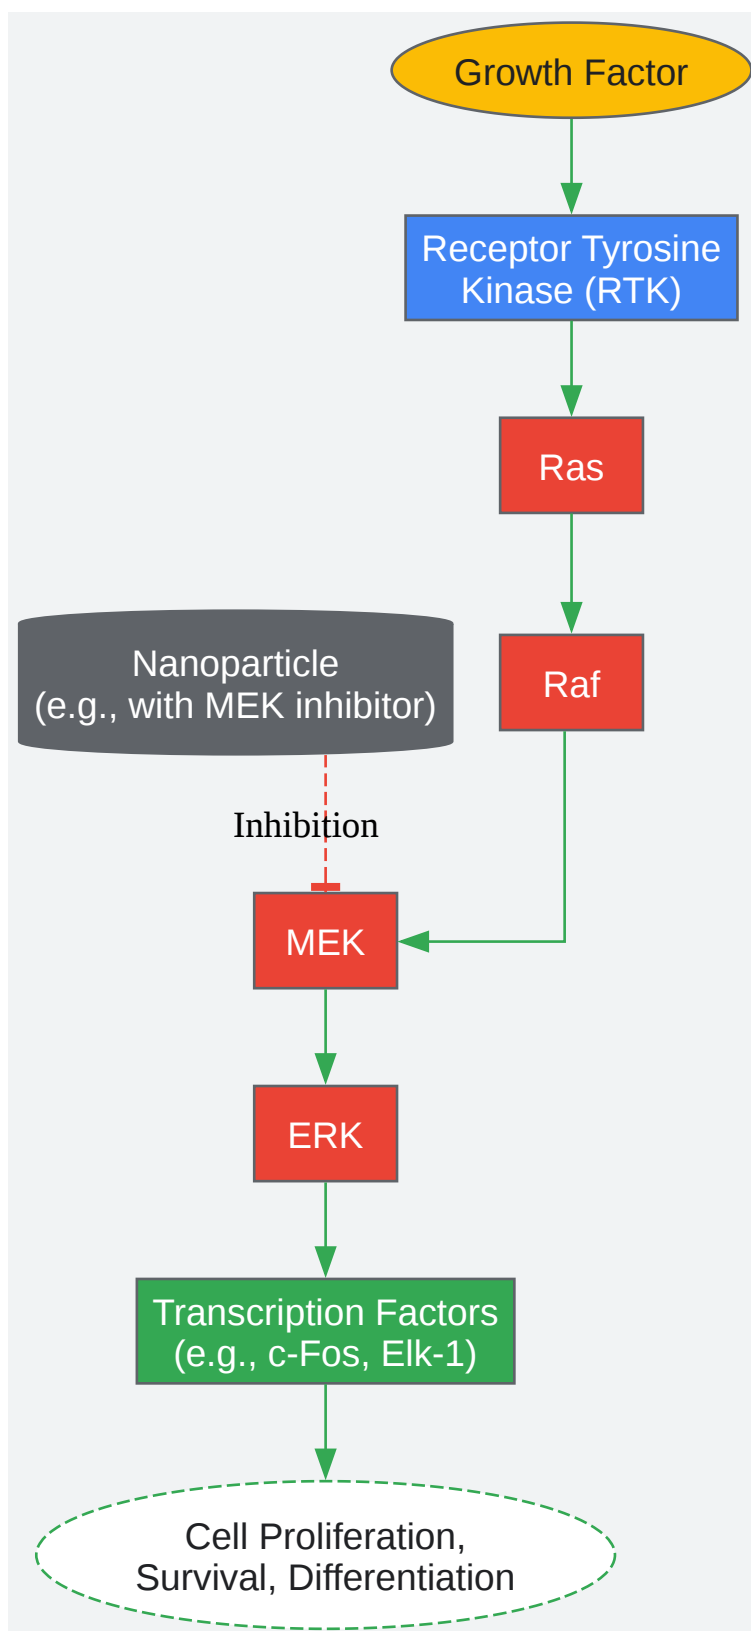 Growth Factor
Receptor Tyrosine
Kinase (RTK)
Ras
Raf
Nanoparticle
(e.g., with MEK inhibitor)
Inhibition
MEK
ERK
Transcription Factors
(e.g., c-Fos, Elk-1)
Cell Proliferation,
Survival, Differentiation